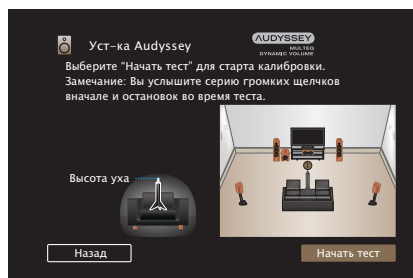 Уст-ка Audyssey
AUDYSSEY
MULTEQ
DYNAMIC VOLUME
Выберите “Начать тест” для старта калибровки.
Замечание: Вы услышите серию громких щелчков
вначале и остановок во время теста.
Высота уха
Назад
Начать тест